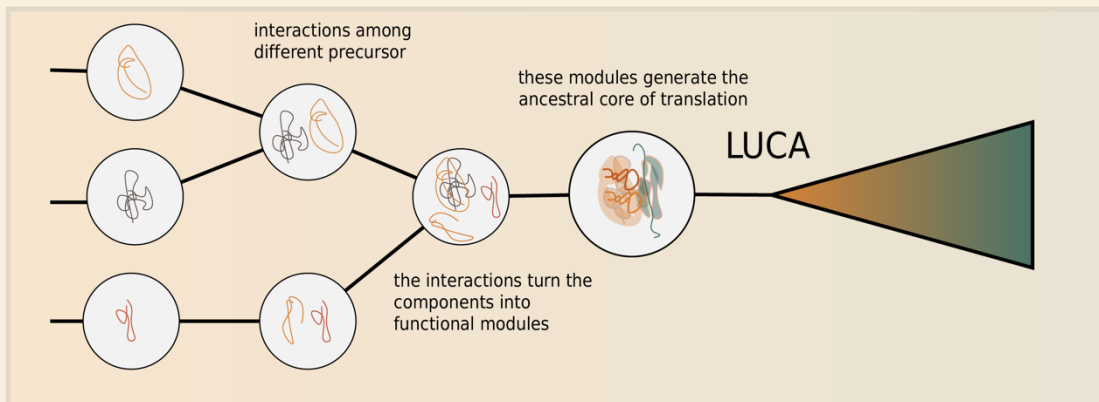 interactions among
different precursor
these modules generate the
ancestral core of translation
LUCA
the interactions turn the
components into
functional modules